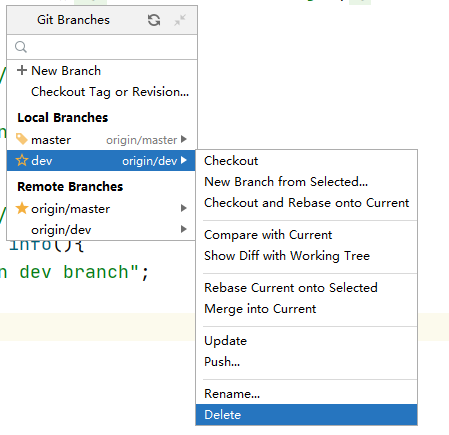 Git Branches
New Branch
Checkout Tag or Revision...
Local Branches
master origin/master
dev origin/dev
Remote Branches
origin/master
origin/dev
Checkout
New Branch from Selected...
Checkout and Rebase onto Current
Compare with Current
Show Diff with Working Tree
Rebase Current onto Selected
Merge into Current
Update
Push...
Rename...
Delete
info(){
n dev branch";